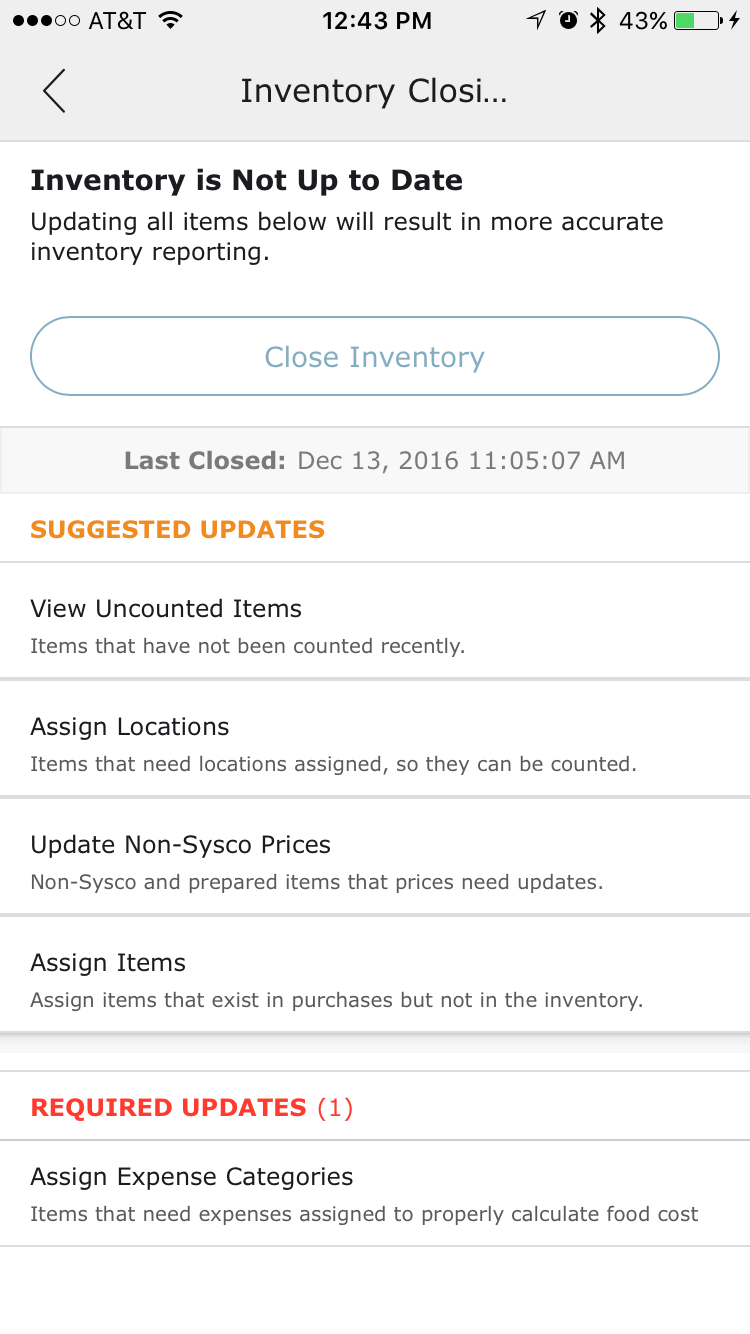 AT&T 12:43 PM 43%
Inventory Closi...
Inventory is Not Up to Date
Updating all items below will result in more accurate
inventory reporting.
Close Inventory
Last Closed: Dec 13, 2016 11:05:07 AM
SUGGESTED UPDATES
View Uncounted Items
Items that have not been counted recently.
Assign Locations
Items that need locations assigned, so they can be counted.
Update Non-Sysco Prices
Non-Sysco and prepared items that prices need updates.
Assign Items
Assign items that exist in purchases but not in the inventory.
REQUIRED UPDATES (1)
Assign Expense Categories
Items that need expenses assigned to properly calculate food cost